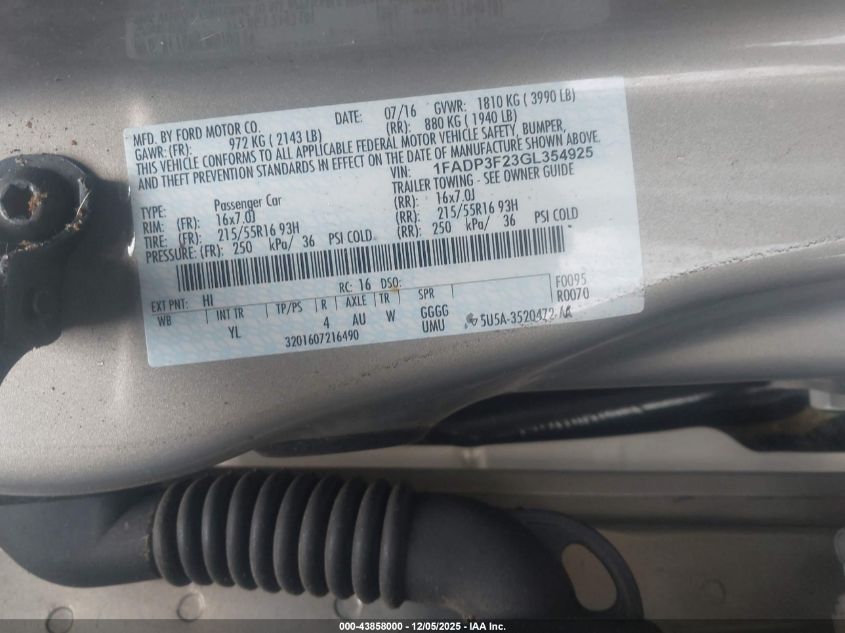 MFD. BY FORD MOTOR CO. DATE: 07/16 GVWR: 1810 KG ( 3990 LB)
GAWR: (FR): 972 KG ( 2143 LB) (RR): 880 KG ( 1940 LB)
THIS VEHICLE CONFORMS TO ALL APPLICABLE FEDERAL MOTOR VEHICLE SAFETY, BUMPER,
AND THEFT PREVENTION STANDARDS IN EFFECT ON THE DATE OF MANUFACTURE SHOWN ABOVE.
VIN: 1FADP3F23GL354925
TYPE: Passenger Car TRAILER TOWING - SEE OWNER GUIDE
RIM: (FR): 16x7.0J (RR): 16x7.0J
TIRE: (FR): 215/55R16 93H (RR): 215/55R16 93H
PRESSURE: (FR): 250 kPa/ 36 PSI COLD (RR): 250 kPa/ 36 PSI COLD
EXT PNT: HI RC: 16 DSO: F0095
WB INT TR TP/PS R AXLE TR SPR R0070
YL 4 AU W GGGG
UMU 5U5A-3520472-
3201607216490
000-43858000 - 12/05/2025 - IAA Inc.